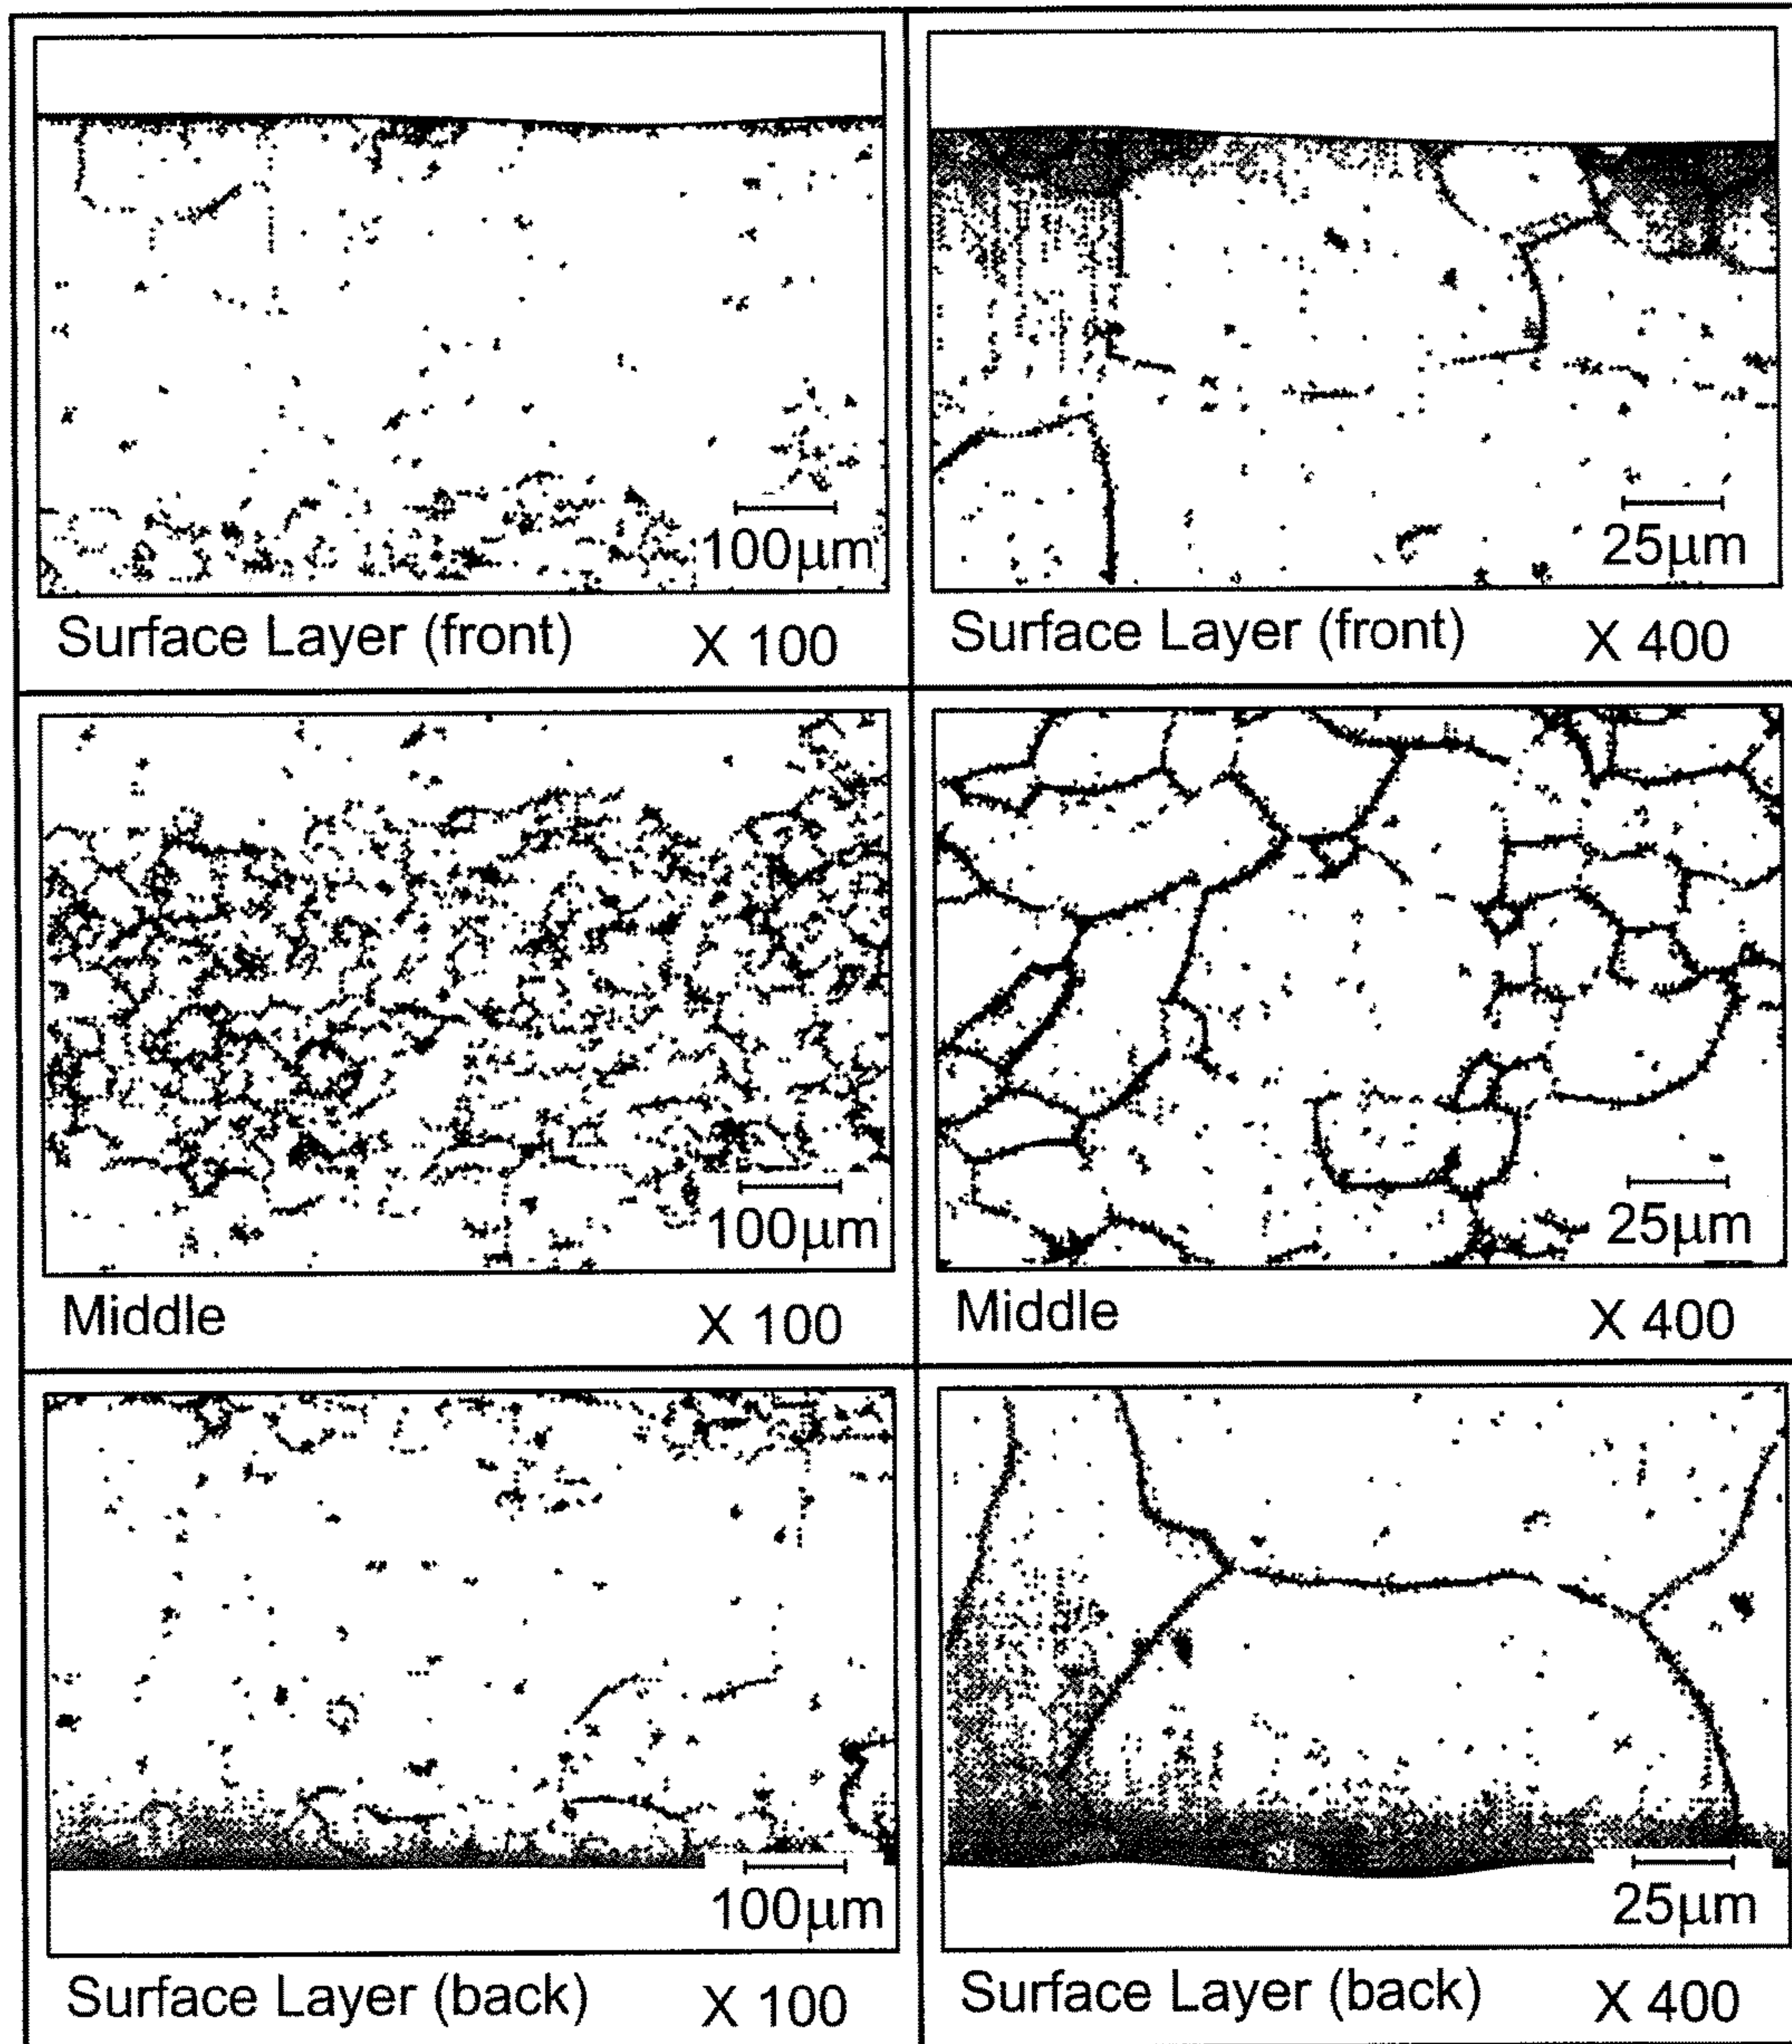 100μm
Surface Layer (front) X 100
25μm
Surface Layer (front) X 400
100μm
Middle X 100
25μm
Middle X 400
100μm
Surface Layer (back) X 100
25μm
Surface Layer (back) X 400